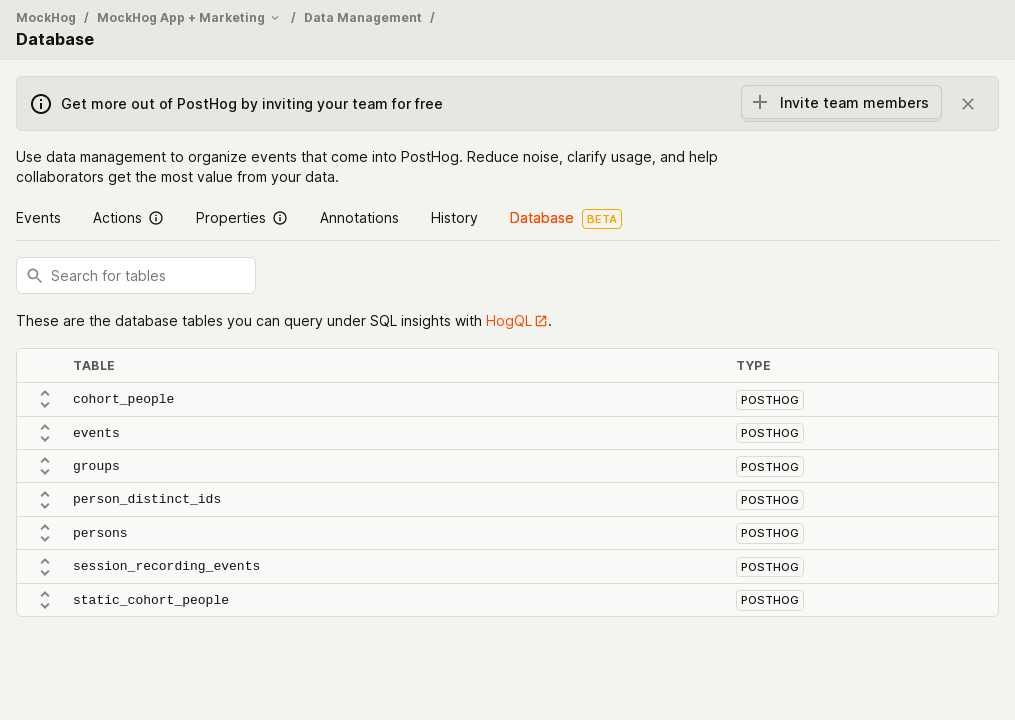 MockHog / MockHog App + Marketing / Data Management /
Database
Get more out of PostHog by inviting your team for free
Invite team members
Use data management to organize events that come into PostHog. Reduce noise, clarify usage, and help
collaborators get the most value from your data.
Events Actions Properties Annotations History Database BETA
Search for tables
These are the database tables you can query under SQL insights with HogQL.
TABLE TYPE
cohort_people POSTHOG
events POSTHOG
groups POSTHOG
person_distinct_ids POSTHOG
persons POSTHOG
session_recording_events POSTHOG
static_cohort_people POSTHOG